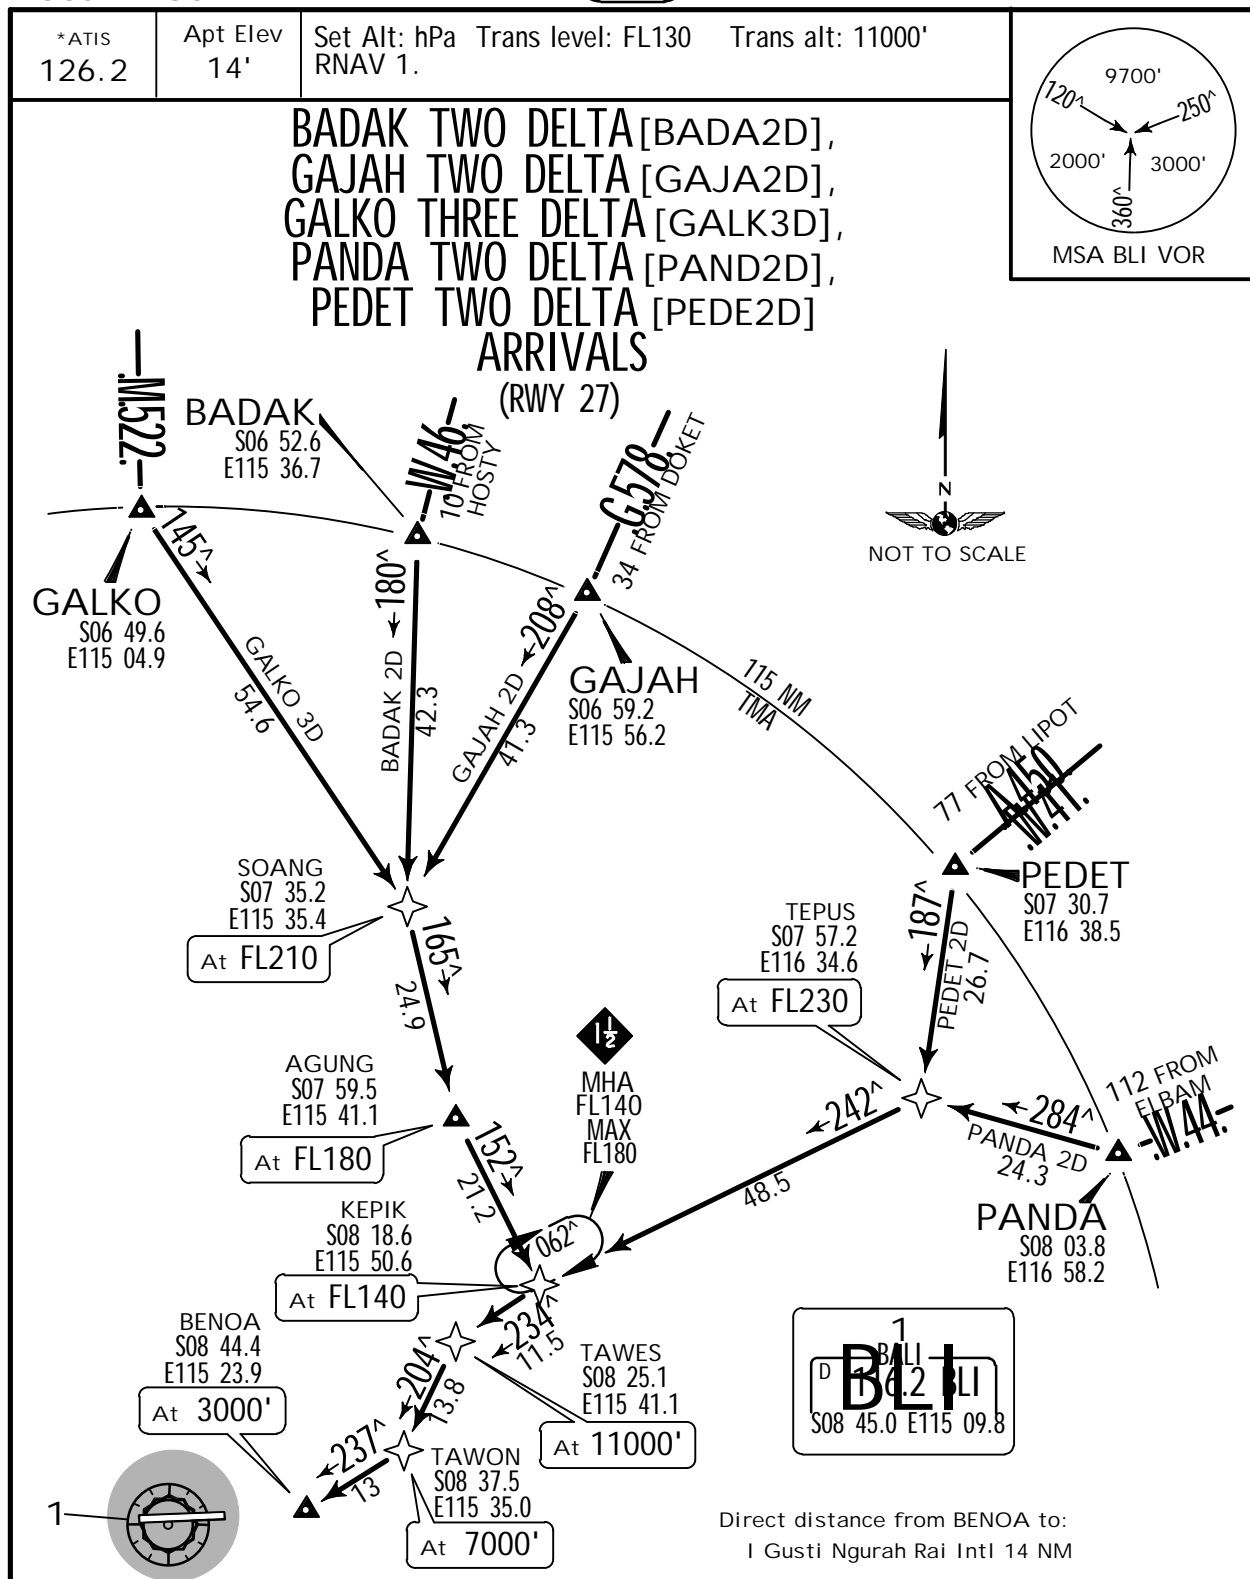 *ATIS
126.2
Apt Elev
14'
Set Alt: hPa Trans level: FL130 Trans alt: 11000'
RNAV 1.
9700'
120^
250^
2000'
3000'
360^
MSA BLI VOR
BADAK TWO DELTA [BADA2D],
GAJAH TWO DELTA [GAJA2D],
GALKO THREE DELTA [GALK3D],
PANDA TWO DELTA [PAND2D],
PEDET TWO DELTA [PEDE2D]
ARRIVALS
(RWY 27)
M522
BADAK
S06 52.6
E115 36.7
W46
10 FROM
HOSTY
G578
34 FROM DOKET
N
NOT TO SCALE
145^
180^
208^
GALKO
S06 49.6
E115 04.9
GALKO 3D
54.6
BADAK 2D
42.3
GAJAH 2D
41.3
GAJAH
S06 59.2
E115 56.2
115 NM
TMA
77 FROM LIPOT
PEDET
S07 30.7
E116 38.5
187^
PEDET 2D
26.7
SOANG
S07 35.2
E115 35.4
At FL210
165^
24.9
TEPUS
S07 57.2
E116 34.6
At FL230
1½
MHA
FL140
MAX
FL180
AGUNG
S07 59.5
E115 41.1
At FL180
152^
21.2
242^
48.5
284^
PANDA 2D
24.3
112 FROM
ELBAM
W44
PANDA
S08 03.8
E116 58.2
KEPIK
S08 18.6
E115 50.6
At FL140
062^
234^
11.5
BENOA
S08 44.4
E115 23.9
At 3000'
204^
13.8
TAWES
S08 25.1
E115 41.1
At 11000'
237^
13
TAWON
S08 37.5
E115 35.0
At 7000'
1
BALI
D
BLI
S08 45.0 E115 09.8
1
Direct distance from BENOA to:
I Gusti Ngurah Rai Intl 14 NM